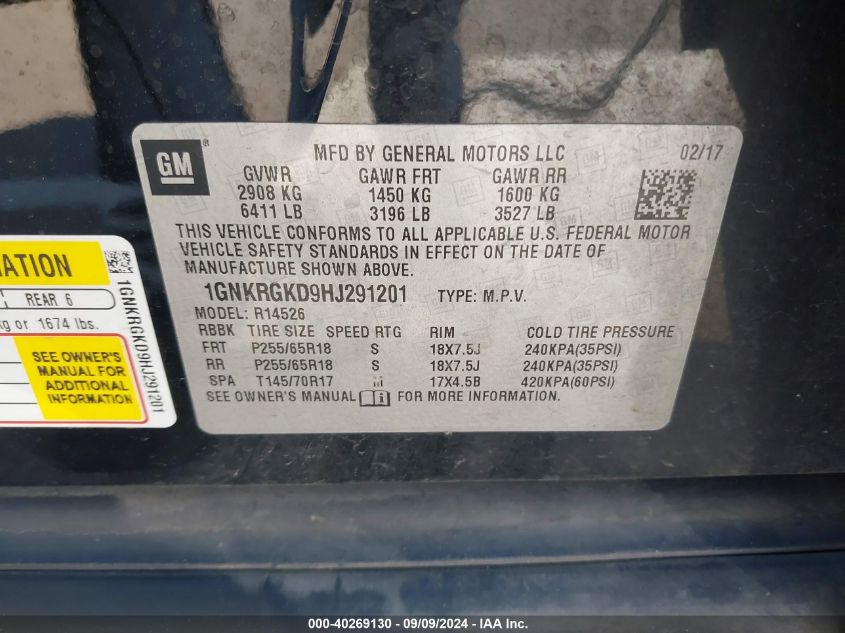 GM ®
MFD BY GENERAL MOTORS LLC 02/17
GVWR GAWR FRT GAWR RR
2908 KG 1450 KG 1600 KG
6411 LB 3196 LB 3527 LB
THIS VEHICLE CONFORMS TO ALL APPLICABLE U.S. FEDERAL MOTOR
VEHICLE SAFETY STANDARDS IN EFFECT ON THE DATE OF
MANUFACTURE SHOWN ABOVE.
1GNKRGKD9HJ291201 TYPE: M.P.V.
MODEL: R14526
RBBK TIRE SIZE SPEED RTG RIM COLD TIRE PRESSURE
FRT P255/65R18 S 18X7.5J 240KPA(35PSI)
RR P255/65R18 S 18X7.5J 240KPA(35PSI)
SPA T145/70R17 M 17X4.5B 420KPA(60PSI)
SEE OWNER'S MANUAL FOR MORE INFORMATION.
REAR 6
or 1674 lbs.
SEE OWNER'S
MANUAL FOR
ADDITIONAL
INFORMATION
1GNKRGKD9HJ291201
000-40269130 - 09/09/2024 - IAA Inc.